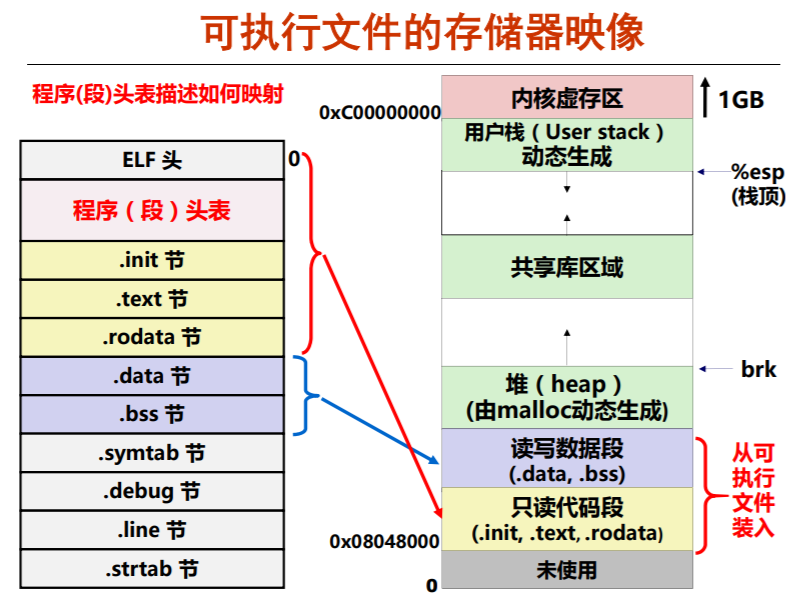 可执行文件的存储器映像
程序(段)头表描述如何映射
ELF 头
0
程序（段）头表
.init 节
.text 节
.rodata 节
.data 节
.bss 节
.symtab 节
.debug 节
.line 节
.strtab 节
0xC00000000
内核虚存区
1GB
用户栈（User stack）
动态生成
%esp
(栈顶)
共享库区域
brk
堆（heap）
(由malloc动态生成)
读写数据段
(.data, .bss)
只读代码段
(.init, .text, .rodata)
从可
执行
文件
装入
0x08048000
未使用
0